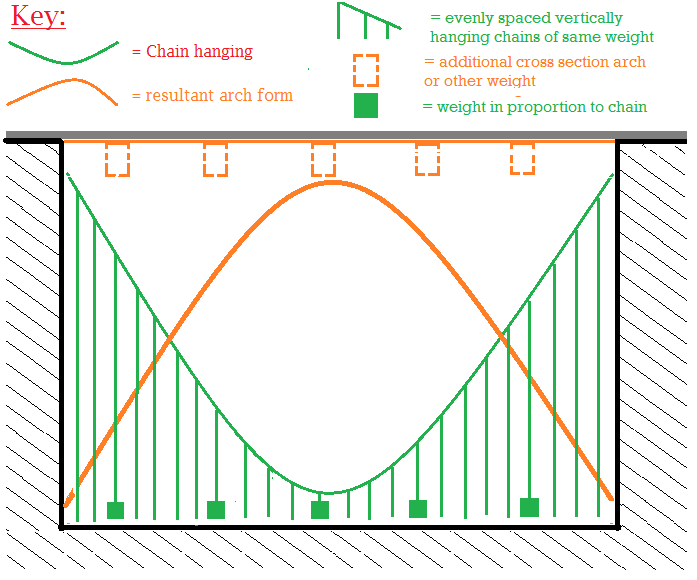 Key:
= Chain hanging
= resultant arch form
= evenly spaced vertically
hanging chains of same weight
= additional cross section arch
or other weight
= weight in proportion to chain